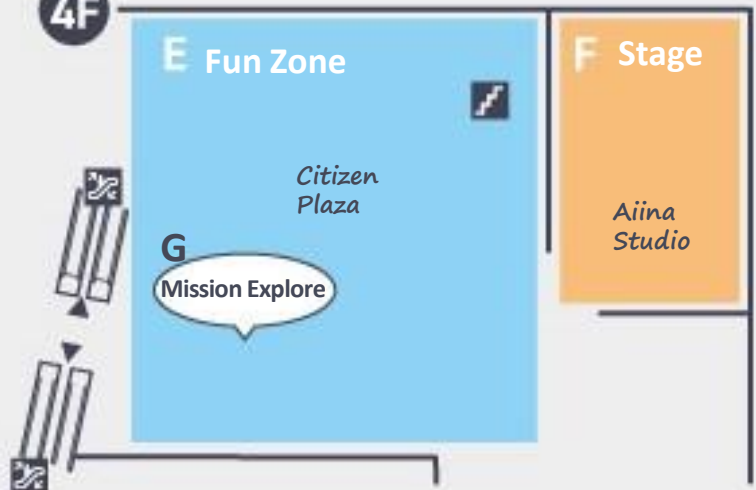 4F
E Fun Zone
F Stage
Citizen
Plaza
Aiina
Studio
G
Mission Explore